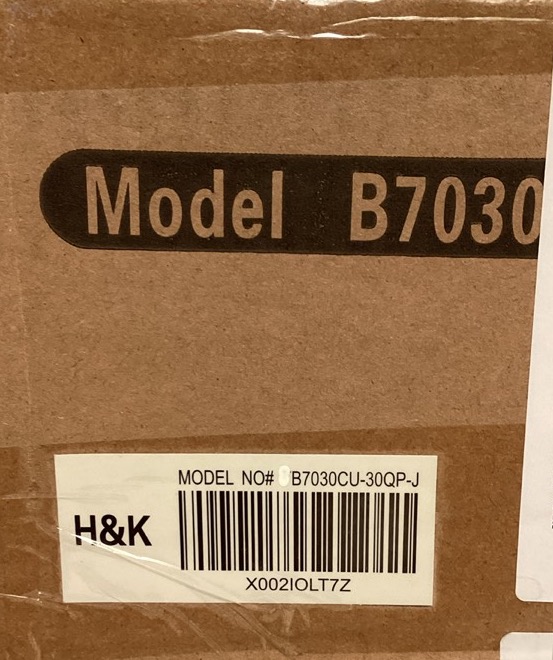 Model B7030
MODEL NO# B7030CU-30QP-J
H&K
X002IOLT7Z